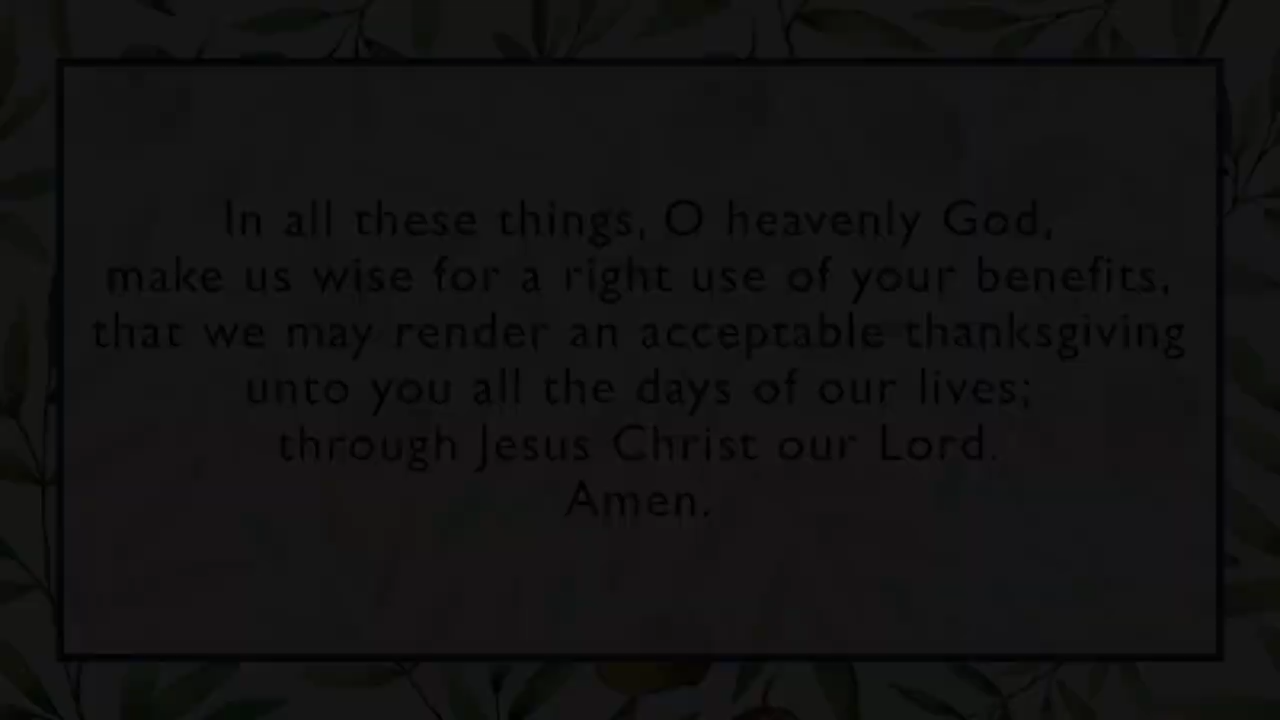 In all these things, O heavenly God,
make us wise for a right use of your benefits,
that we may render an acceptable thanksgiving
unto you all the days of our lives;
through Jesus Christ our Lord.
Amen.